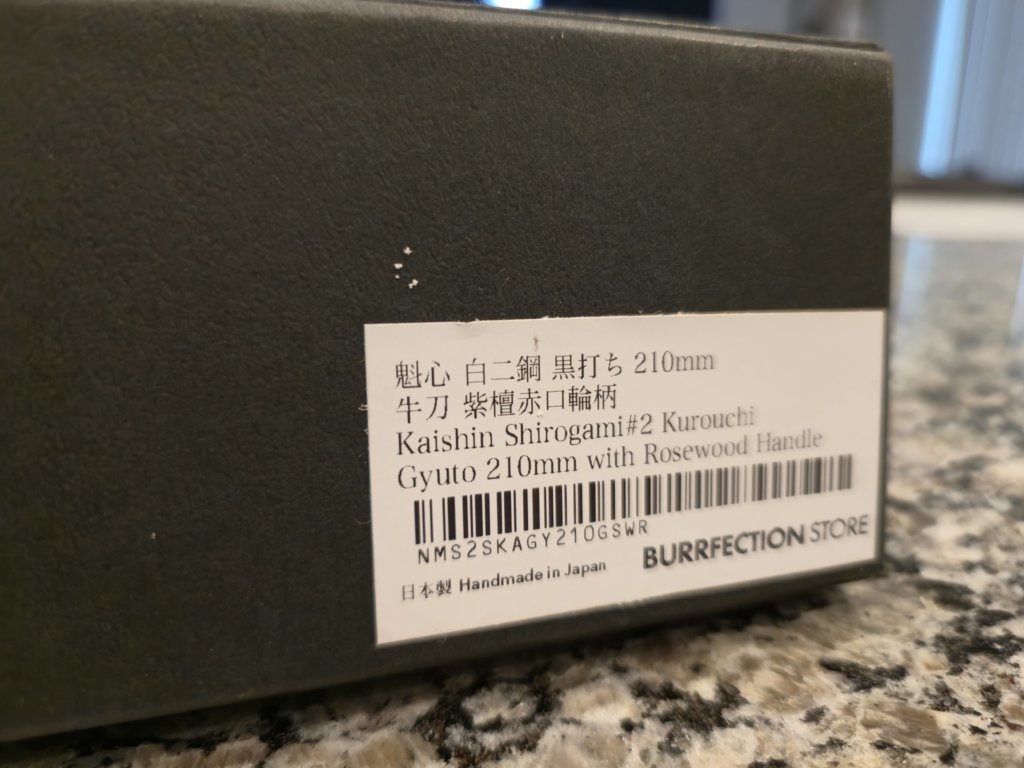 魁心 白二鋼 黒打ち 210mm
牛刀 紫檀赤口輪柄
Kaishin Shirogami#2 Kurouchi
Gyuto 210mm with Rosewood Handle
NMS2SKAGY210GSWR
BURRFECTION STORE
日本製 Handmade in Japan